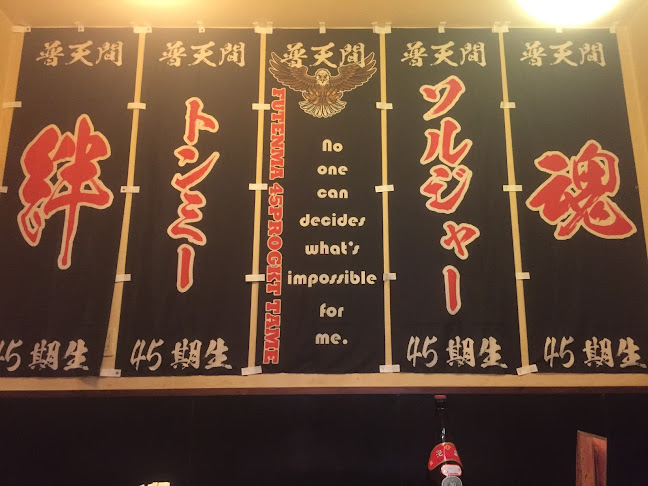 普天間
絆
45期生
普天間
トンミー
45期生
普天間
FUTENMA 45PROGKT TAME
No
one
can
decides
what's
impossible
for
me.
普天間
ソルジャー
45期生
普天間
魂
45期生